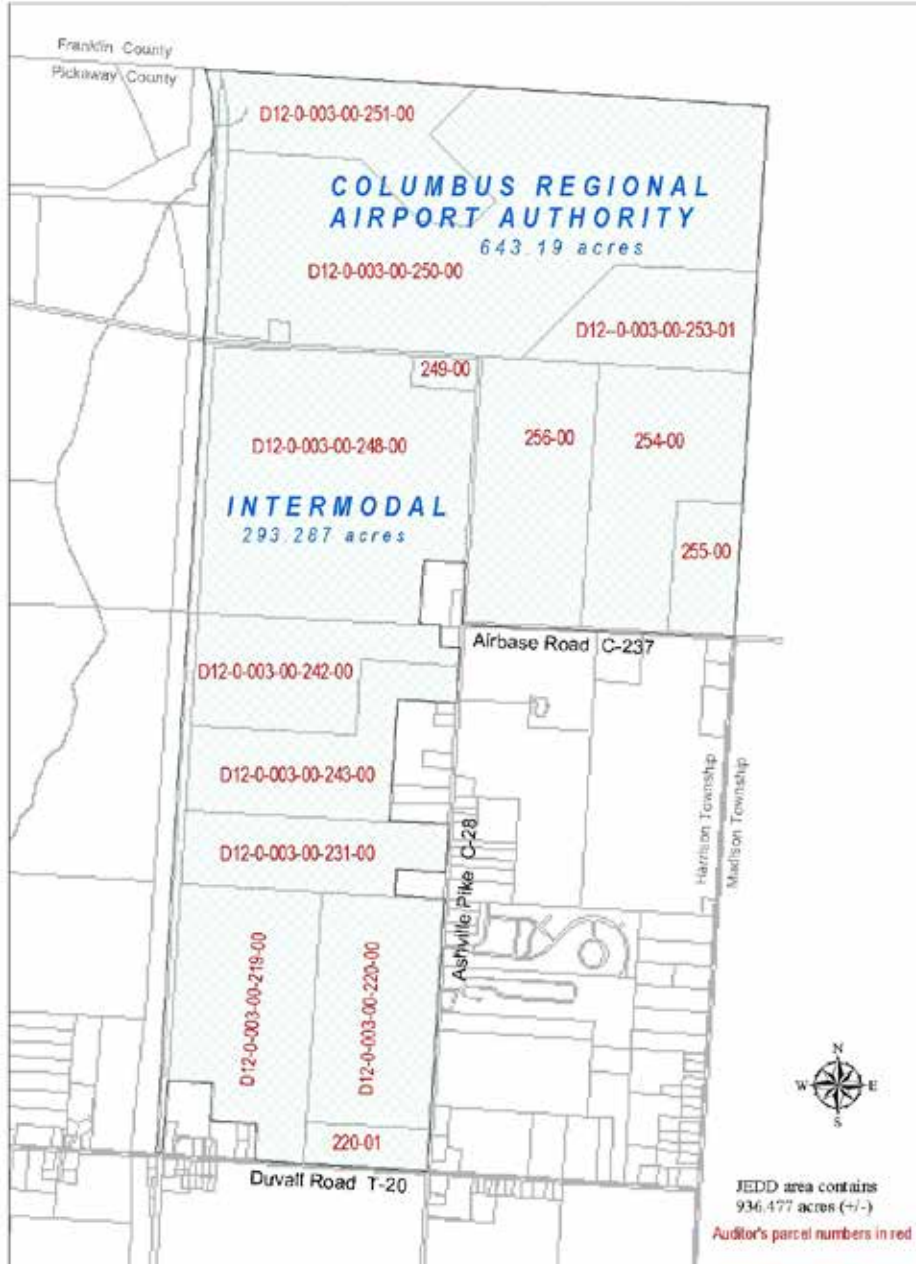 Franklin County
Pickaway County
D12-0-003-00-251-00
COLUMBUS REGIONAL
AIRPORT AUTHORITY
643.19 acres
D12-0-003-00-250-00
D12--0-003-00-253-01
249-00
D12-0-003-00-248-00
256-00
254-00
INTERMODAL
293.287 acres
255-00
Airbase Road C-237
D12-0-003-00-242-00
D12-0-003-00-243-00
Harrison Township
Madison Township
D12-0-003-00-231-00
Ashville Pike C-28
D12-0-003-00-219-00
D12-0-003-00-220-00
N
W
E
S
220-01
Duvall Road T-20
JEDD area contains
936.477 acres (+/-)
Auditor's parcel numbers in red